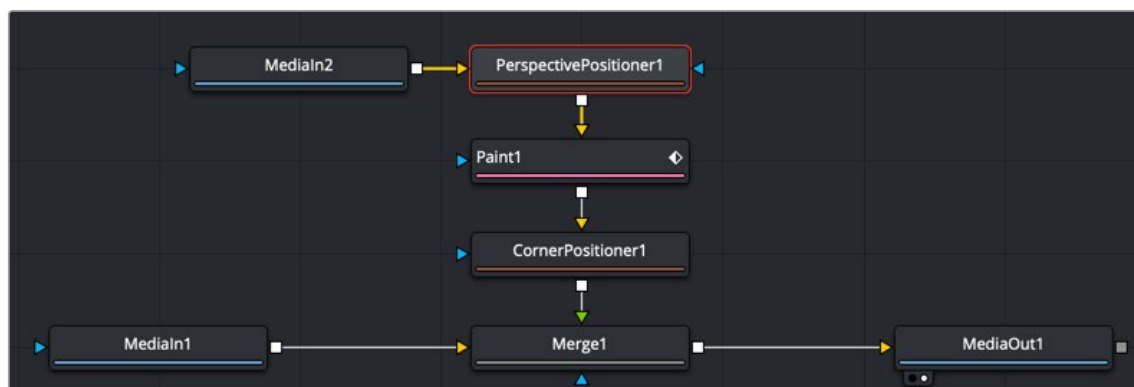 MediaIn2
PerspectivePositioner1
Paint1
CornerPositioner1
MediaIn1
Merge1
MediaOut1